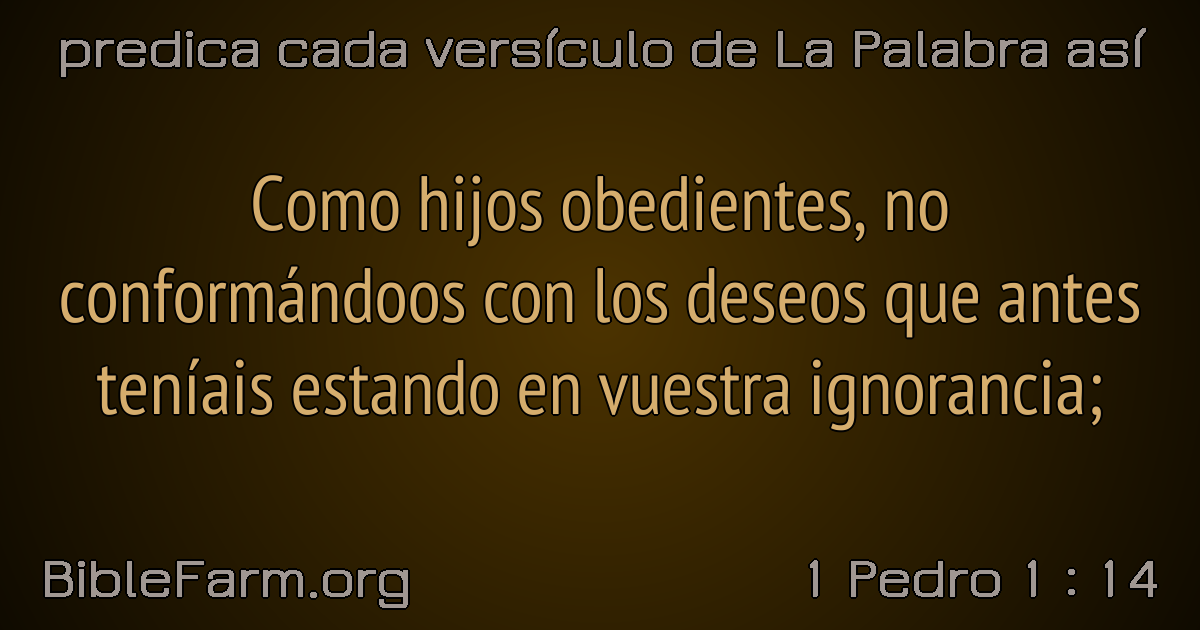 predica cada versículo de La Palabra así
Como hijos obedientes, no
conformándoos con los deseos que antes
teníais estando en vuestra ignorancia;
BibleFarm.org
1 Pedro 1 : 14